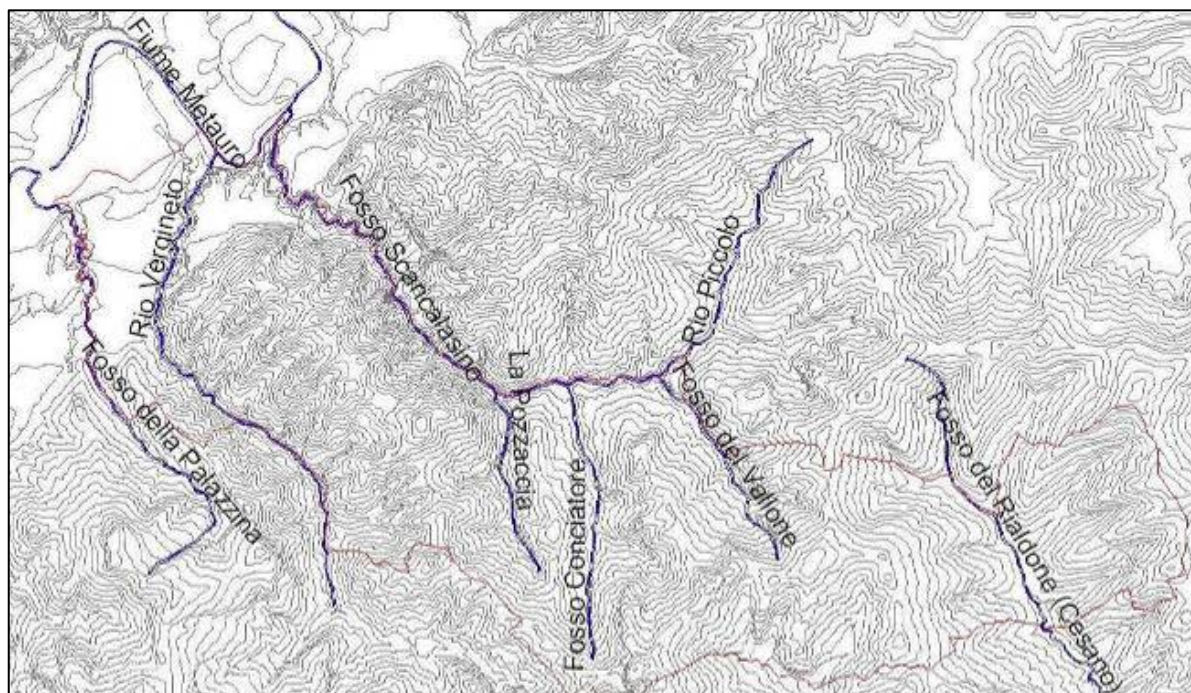 Fiume Metauro
Rio Vergineto
Fosso Scancalasino
Rio Piccolo
Fosso della Palazzina
La Pozzaccia
Fosso Conciatore
Fosso del Vallone
Fosso del Rialdone (Cesano)